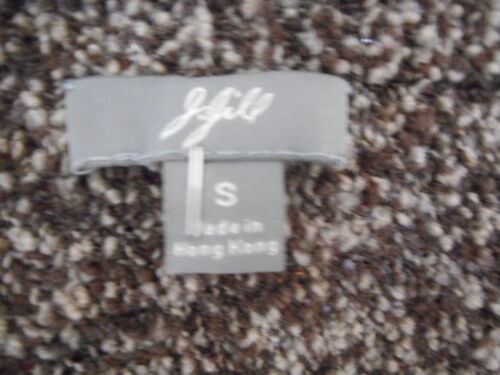 J.Jill
S
Made in
Hong Kong